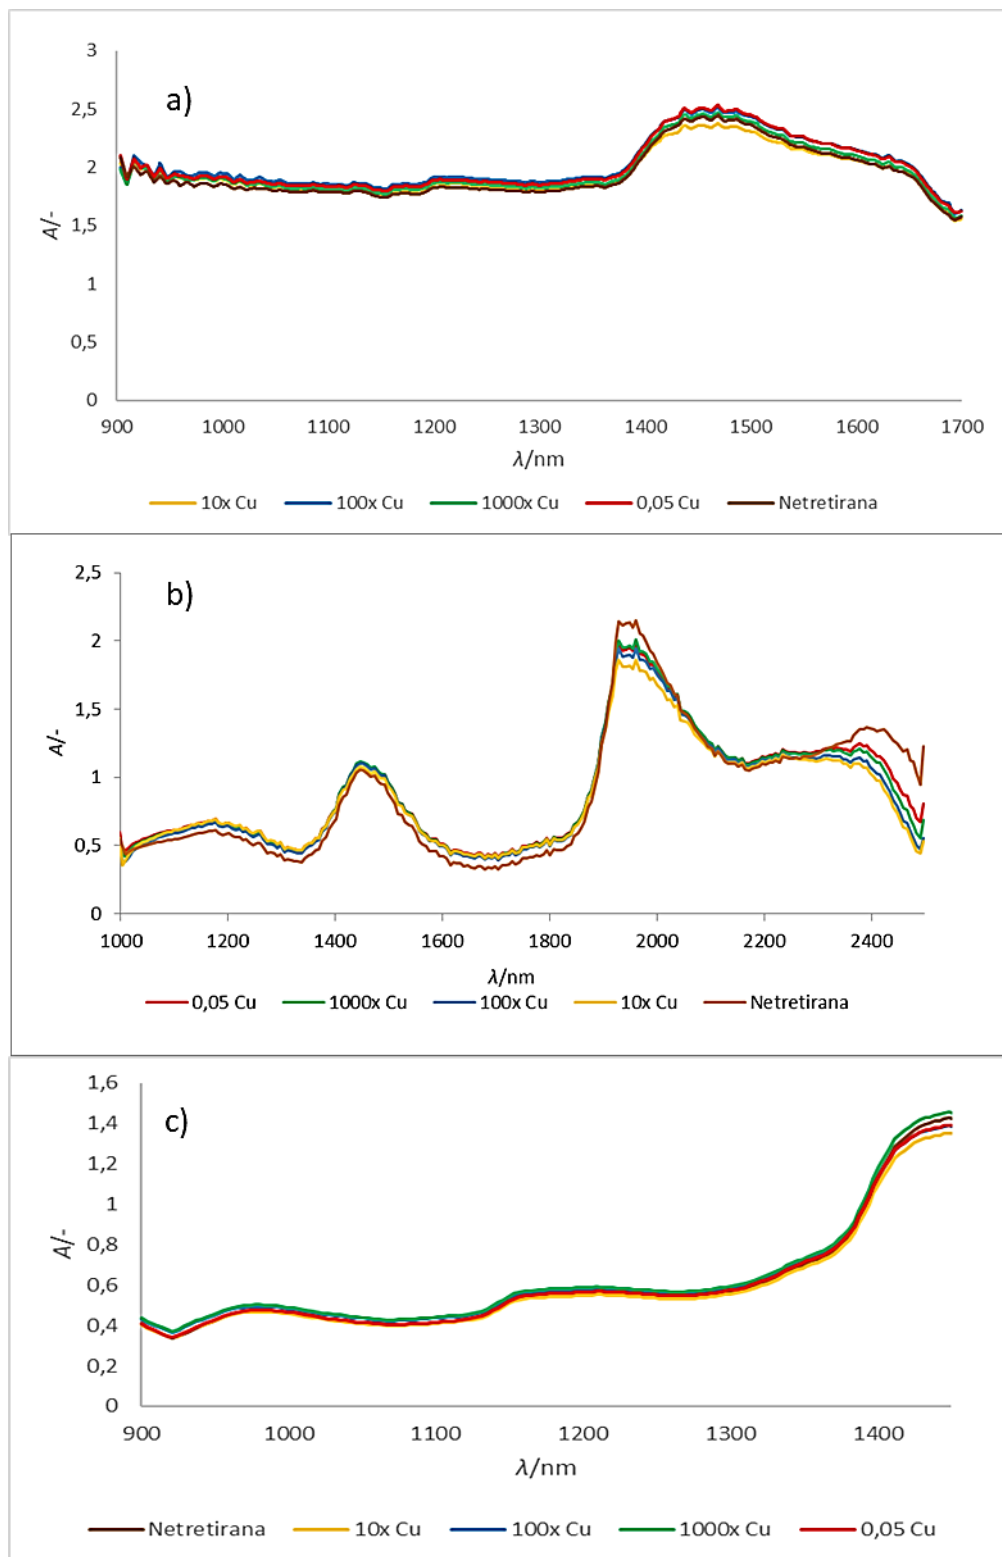 a)
3
2,5
2
1,5
1
0,5
0
A/-
900 1000 1100 1200 1300 1400 1500 1600 1700
λ/nm
10x Cu 100x Cu 1000x Cu 0,05 Cu Netretirana
b)
2,5
2
1,5
1
0,5
0
A/-
1000 1200 1400 1600 1800 2000 2200 2400
λ/nm
0,05 Cu 1000x Cu 100x Cu 10x Cu Netretirana
c)
1,6
1,4
1,2
1
0,8
0,6
0,4
0,2
0
A/-
900 1000 1100 1200 1300 1400
λ/nm
Netretirana 10x Cu 100x Cu 1000x Cu 0,05 Cu